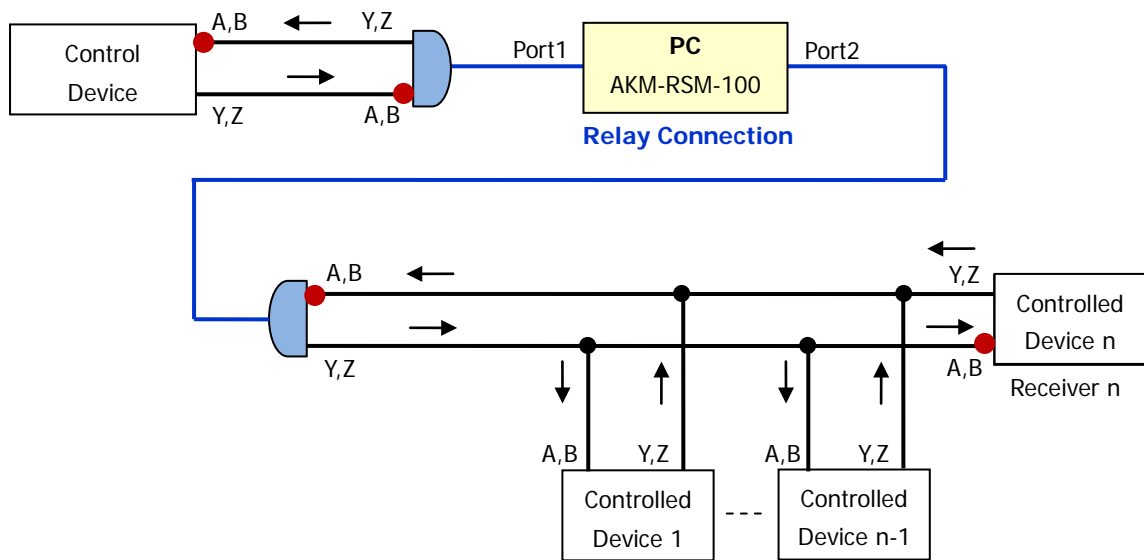 A,B
Y,Z
Control
Device
Port1
PC
AKM-RSM-100
Port2
Y,Z
A,B
Relay Connection
A,B
Y,Z
Controlled
Device n
Y,Z
A,B
Receiver n
A,B
Y,Z
A,B
Y,Z
Controlled
Device 1
---
Controlled
Device n-1